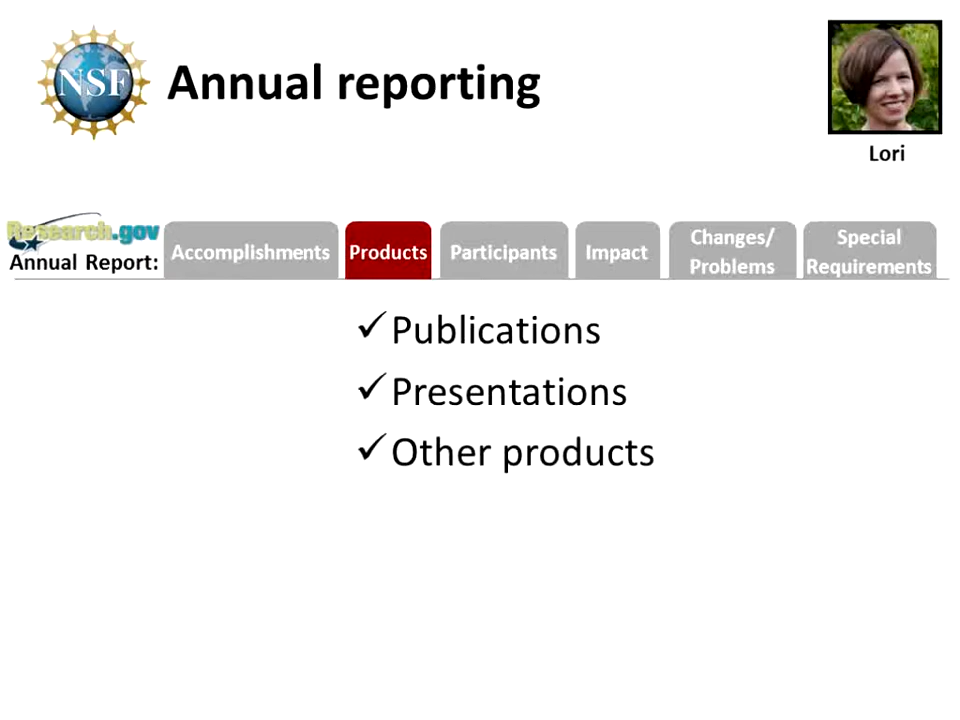 NSF
Annual reporting
Lori
Research.gov
Annual Report:
Accomplishments
Products
Participants
Impact
Changes/
Problems
Special
Requirements
✓ Publications
✓ Presentations
✓ Other products